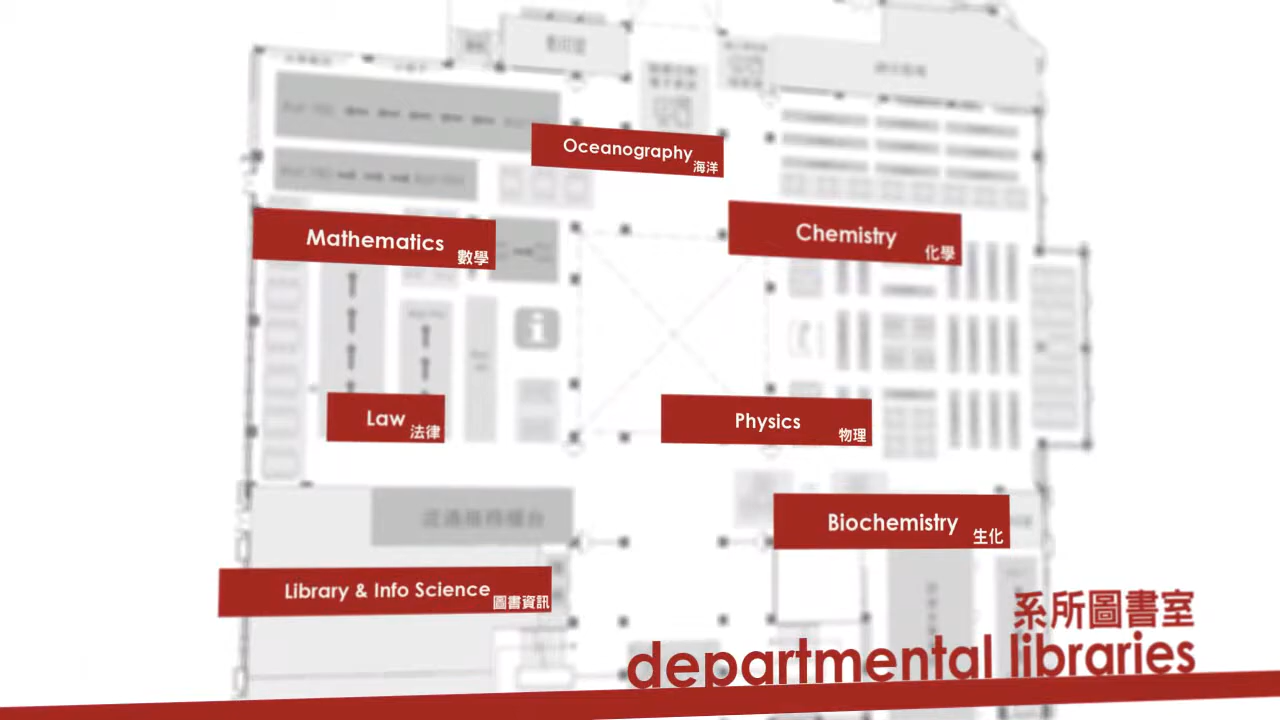 Oceanography
海洋
Mathematics
數學
Chemistry
化學
Law
法律
Physics
物理
Biochemistry
生化
Library & Info Science
圖書資訊
系所圖書室
departmental libraries